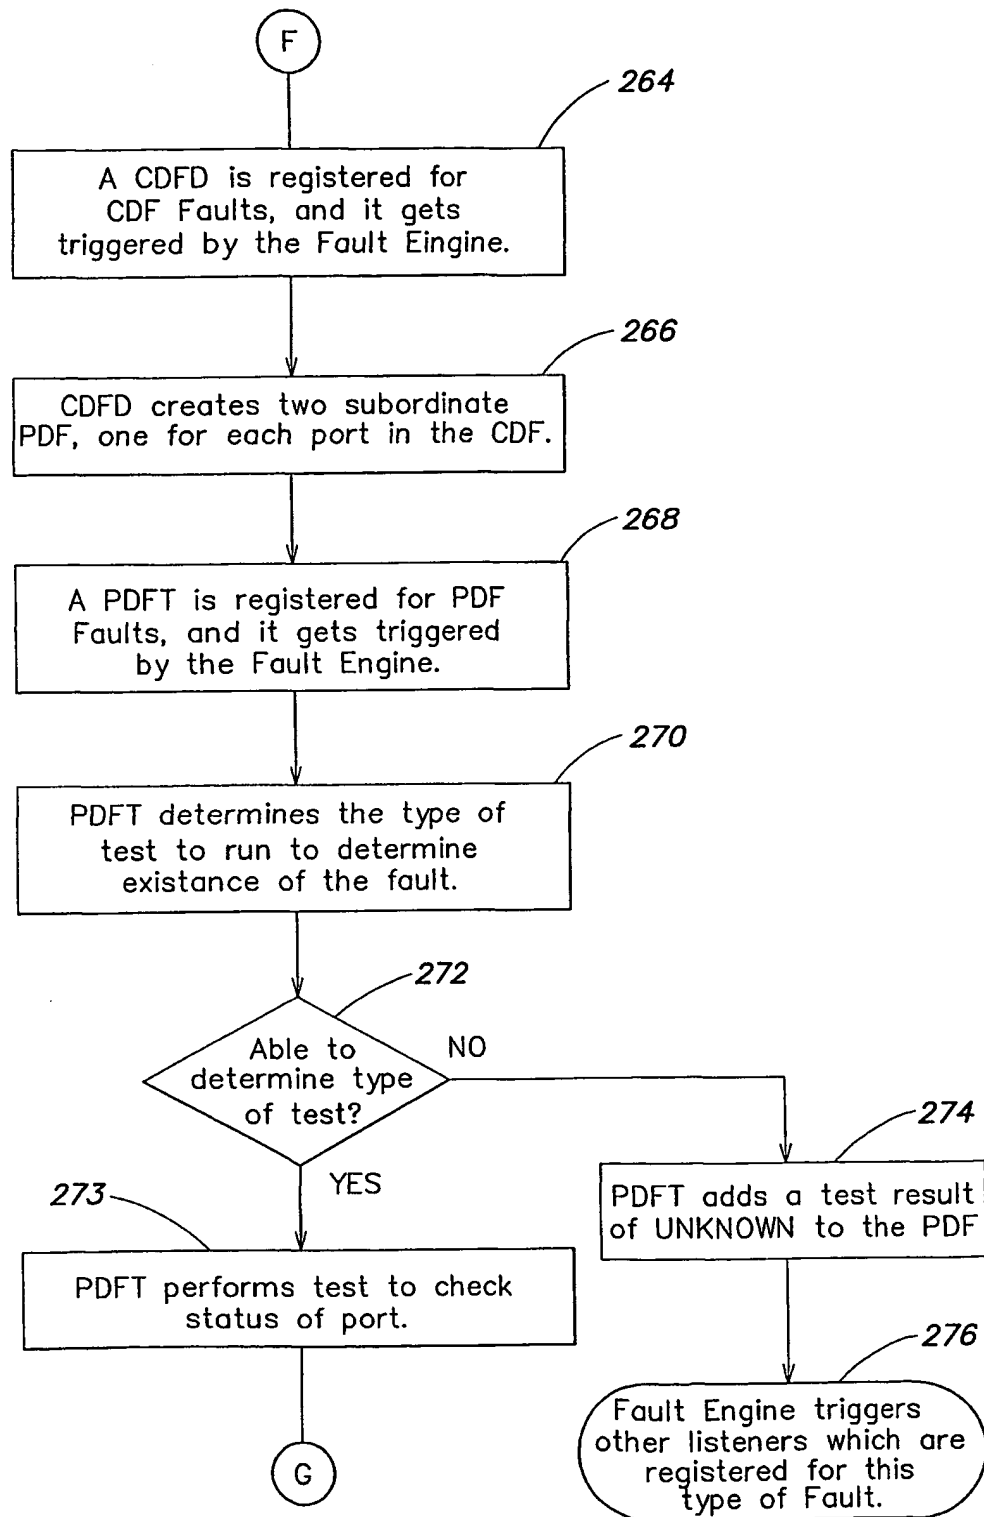 F
264
A CDFD is registered for
CDF Faults, and it gets
triggered by the Fault Eingine.
266
CDFD creates two subordinate
PDF, one for each port in the CDF.
268
A PDFT is registered for PDF
Faults, and it gets triggered
by the Fault Engine.
270
PDFT determines the type of
test to run to determine
existance of the fault.
272
Able to
determine type
of test?
NO
YES
273
PDFT performs test to check
status of port.
G
274
PDFT adds a test result
of UNKNOWN to the PDF
276
Fault Engine triggers
other listeners which are
registered for this
type of Fault.